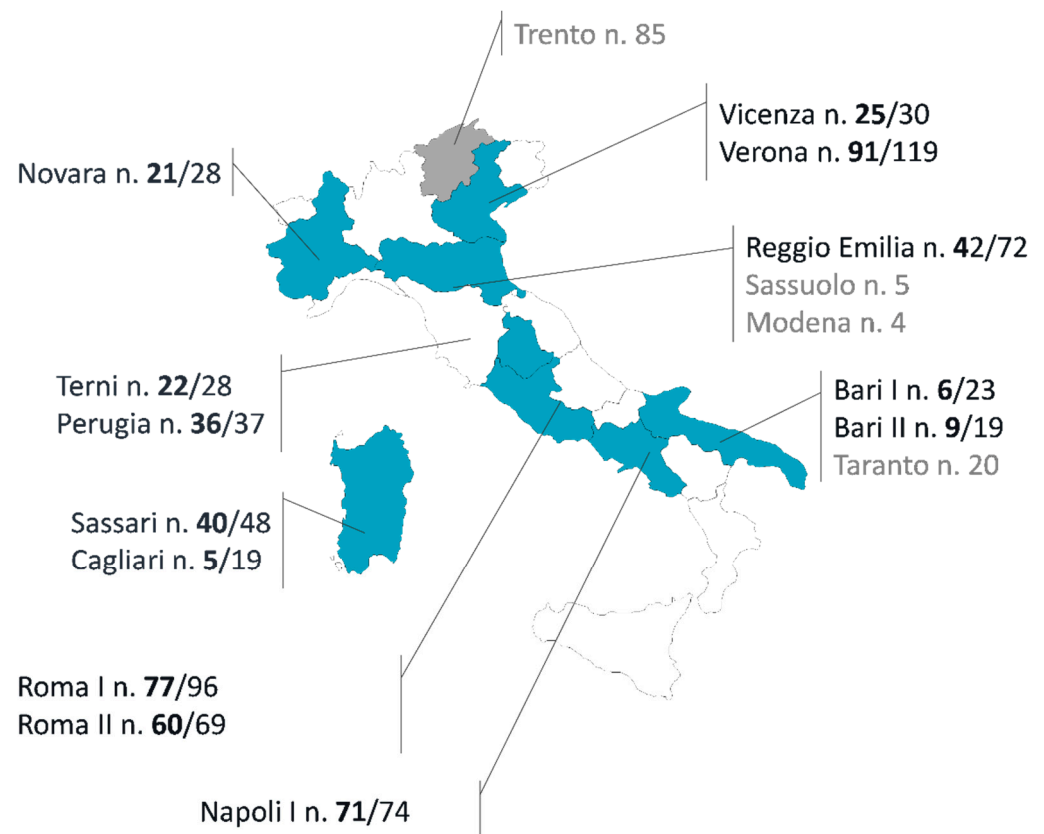 Trento n. 85
Vicenza n. 25/30
Verona n. 91/119
Novara n. 21/28
Reggio Emilia n. 42/72
Sassuolo n. 5
Modena n. 4
Terni n. 22/28
Perugia n. 36/37
Bari I n. 6/23
Bari II n. 9/19
Taranto n. 20
Sassari n. 40/48
Cagliari n. 5/19
Roma I n. 77/96
Roma II n. 60/69
Napoli I n. 71/74